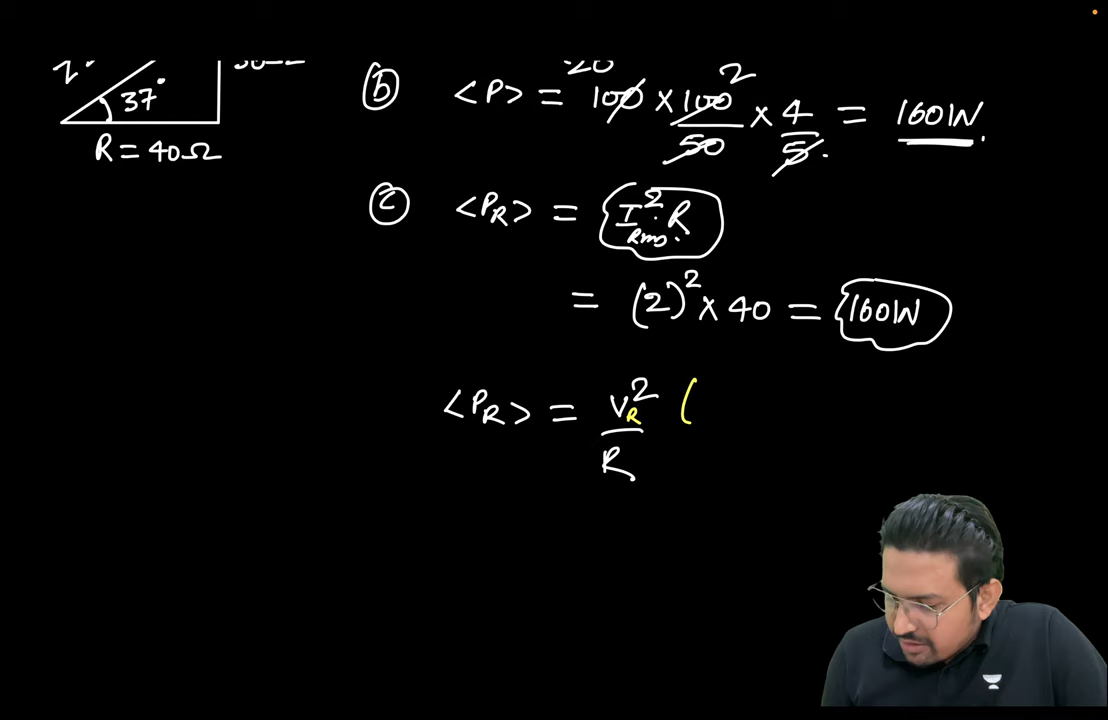 Z
37°
R = 40Ω
ⓑ <P> = 100 × 100/50 × 4/5 = 160W
20 2
ⓒ <P_R> = I²_Rms · R
= (2)² × 40 = 160W
<P_R> = V_R²/R (